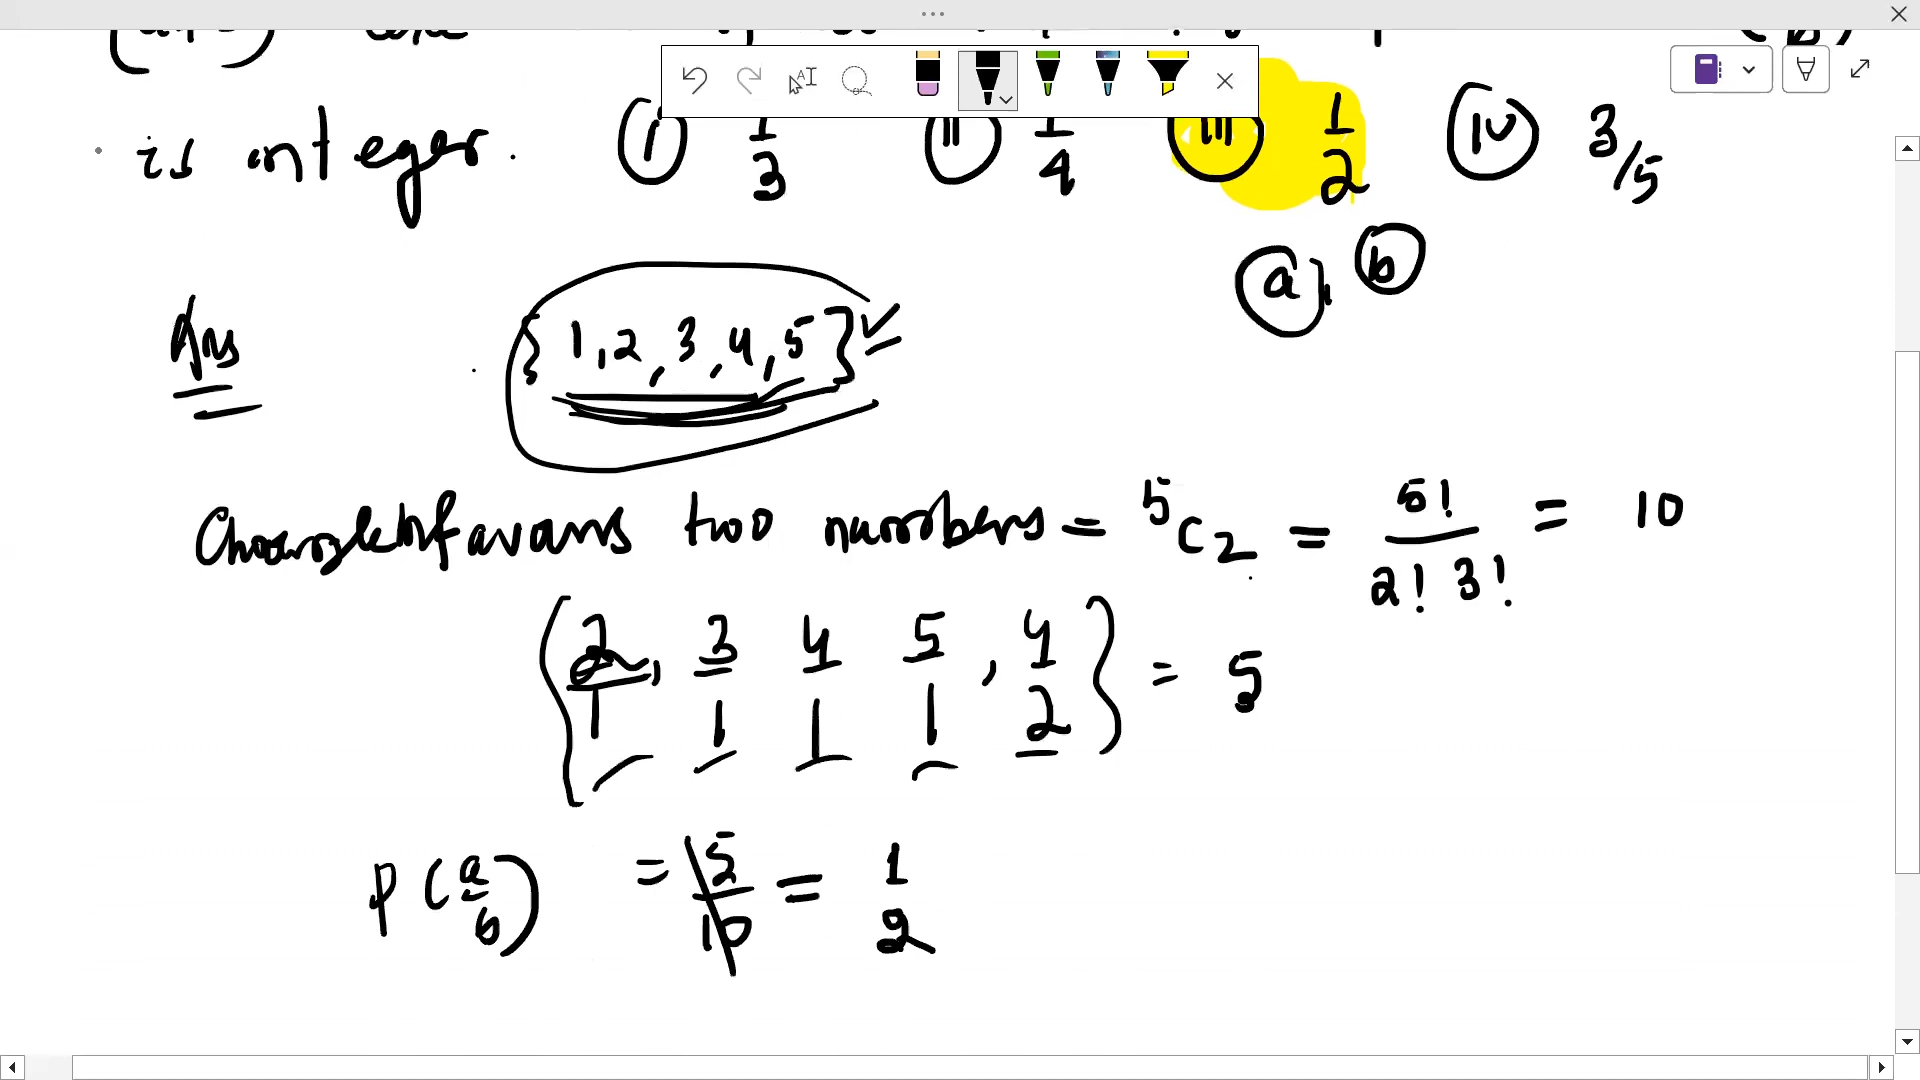 is integer. (i) 1/3 (ii) 1/4 (iii) 1/2 (iv) 3/5
a, b
Ans {1,2,3,4,5}
two numbers = 5C2 = 5!/2!3! = 10
{2/1, 3/1 4/1 5/1, 4/2} = 5
P(a/b) = 5/10 = 1/2